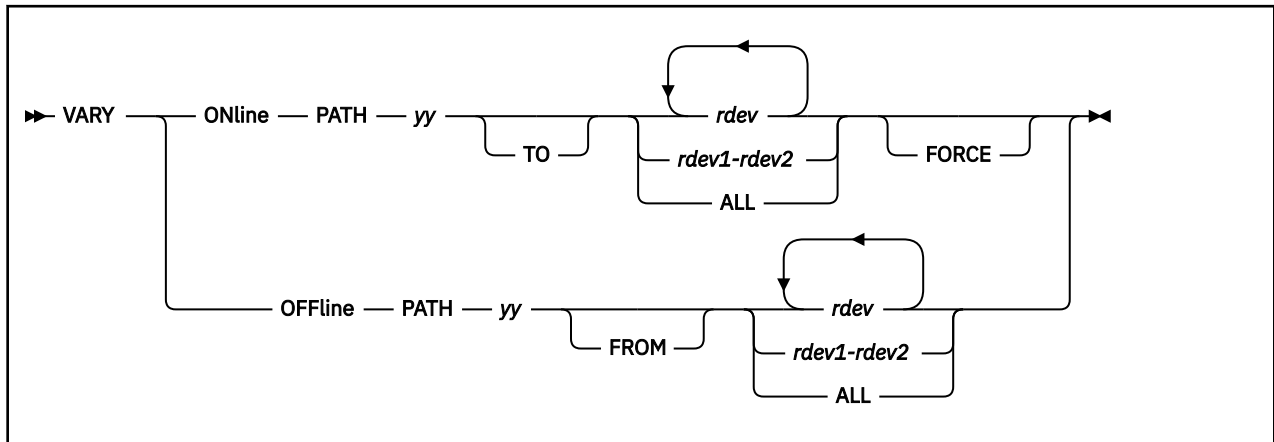 VARY ONline PATH yy TO rdev FORCE
rdev1-rdev2
ALL
OFFline PATH yy FROM rdev
rdev1-rdev2
ALL